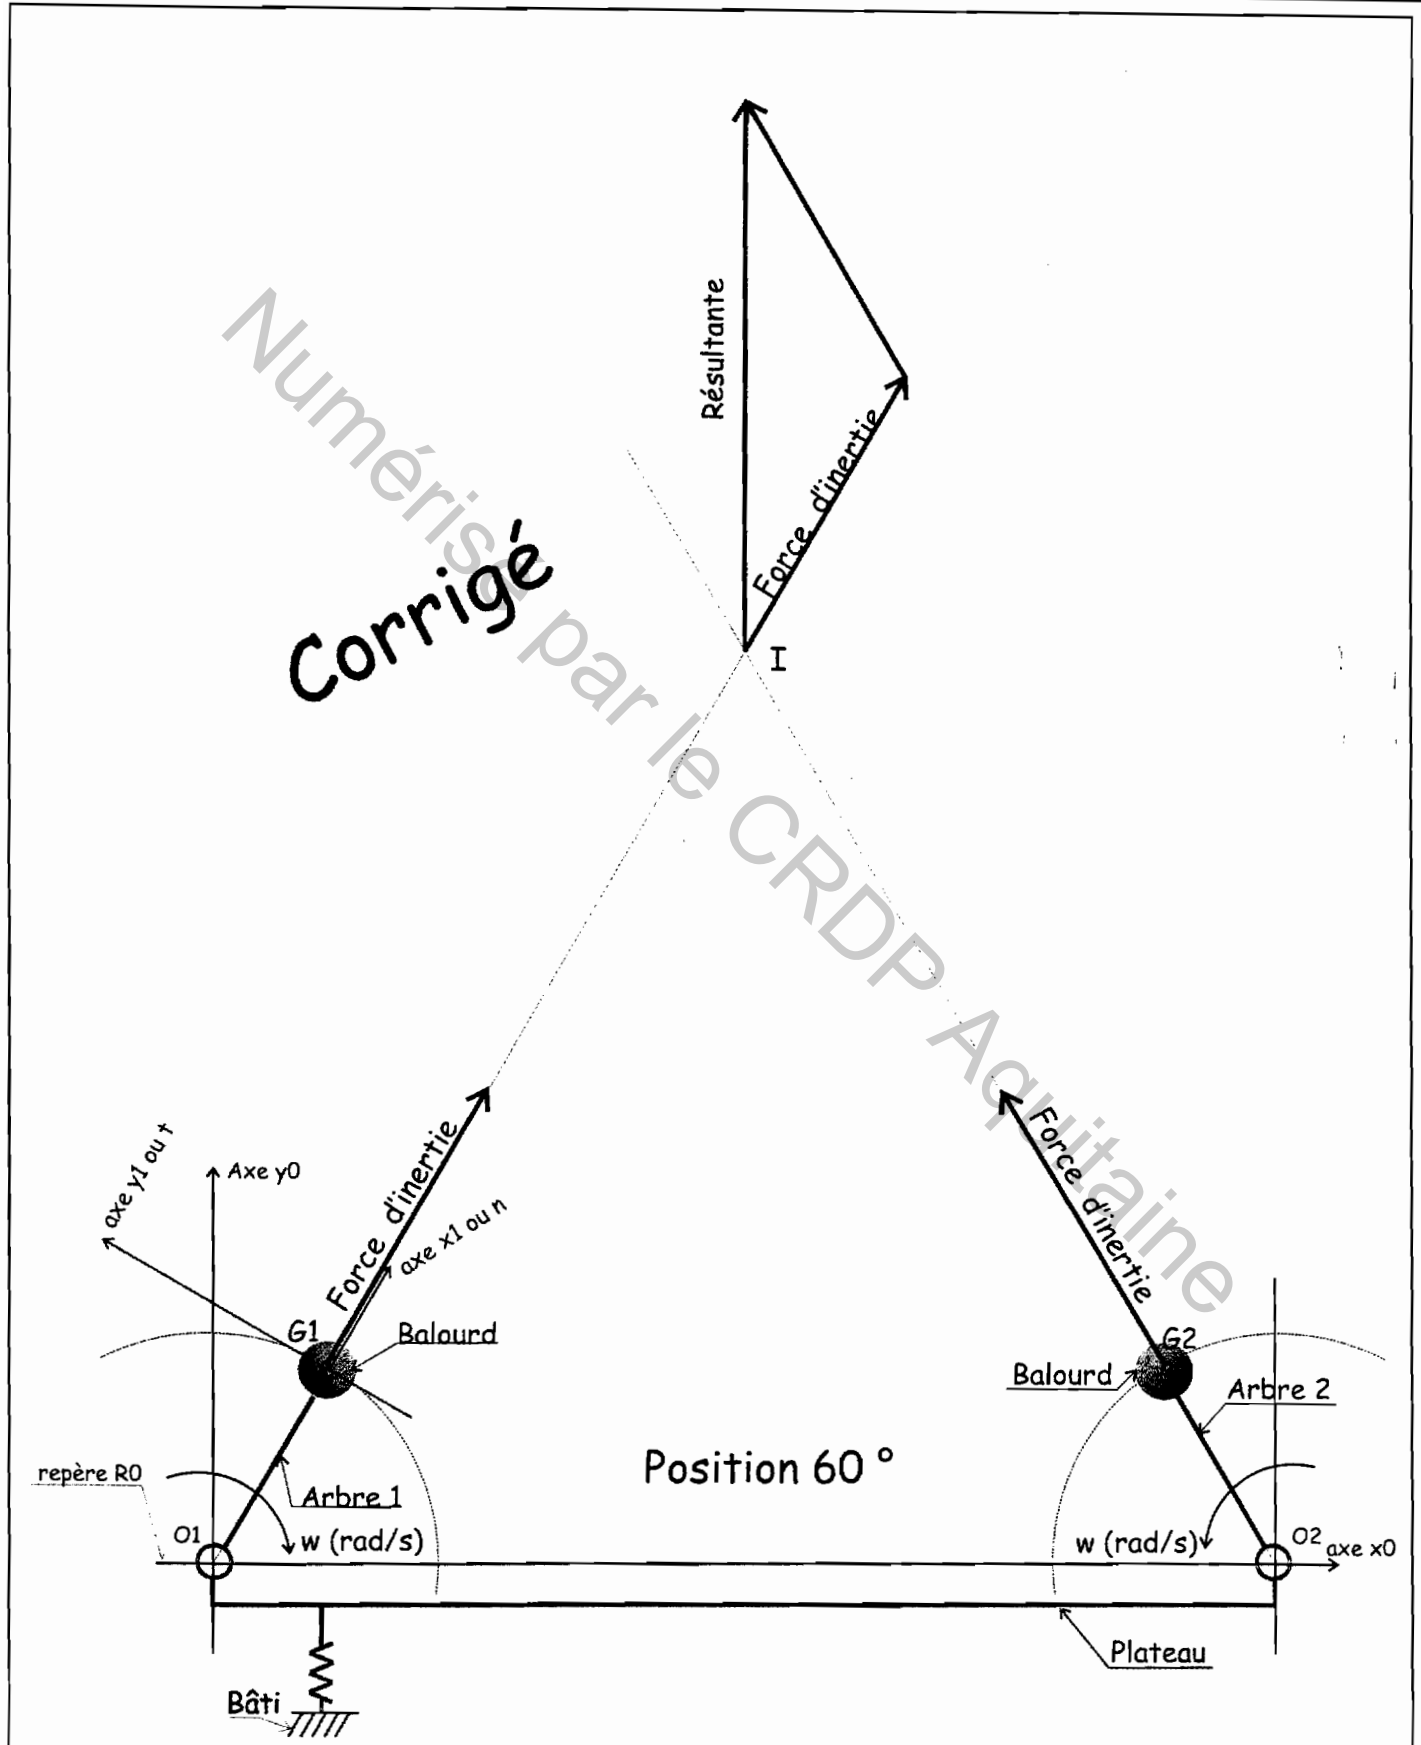 Résultante
Force d'inertie
I
Corrigé
Numérisé par le CRDP Aquitaine
axe y1 ou t
Axe y0
Force d'inertie
axe x1 ou n
Force d'inertie
G1
Balourd
G2
Balourd
Arbre 2
Position 60 °
repère R0
Arbre 1
O1
w (rad/s)
w (rad/s)
O2
axe x0
Plateau
Bâti